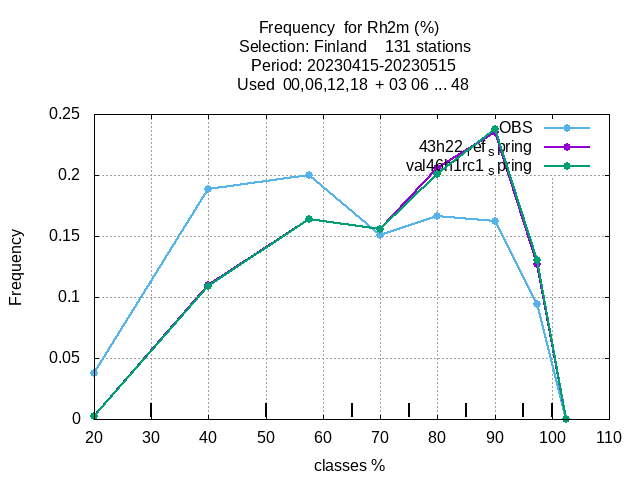 Frequency for Rh2m (%)
Selection: Finland 131 stations
Period: 20230415-20230515
Used 00,06,12,18 + 03 06 ... 48
0.25
OBS
43h22_ref_spring
0.2
val46h1rc1_spring
0.15
0.1
0.05
0
Frequency
20 30 40 50 60 70 80 90 100 110
classes %